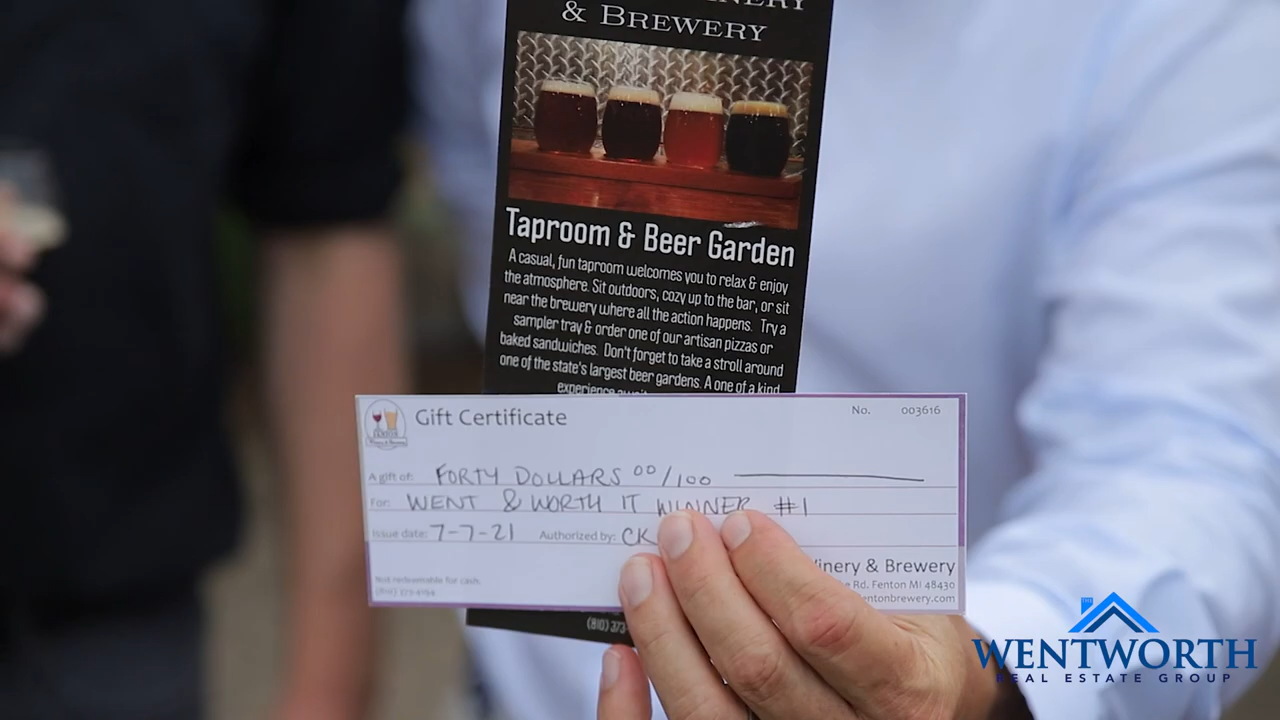 & BREWERY
Taproom & Beer Garden
A casual, fun taproom welcomes you to relax & enjoy
the atmosphere. Sit outdoors, cozy up to the bar, or sit
near the brewery where all the action happens. Try a
sampler tray & order one of our artisan pizzas or
baked sandwiches. Don't forget to take a stroll around
one of the state's largest beer gardens. A one of a kind
experience
Gift Certificate
No. 003616
A gift of: FORTY DOLLARS 00/100
For: WENT & WORTH IT WINNER #1
Issue date: 7-7-21 Authorized by: CK
Winery & Brewery
Rd. Fenton MI 48430
entonbrewery.com
Not redeemable for cash.
(810) 373
WENTWORTH
REAL ESTATE GROUP